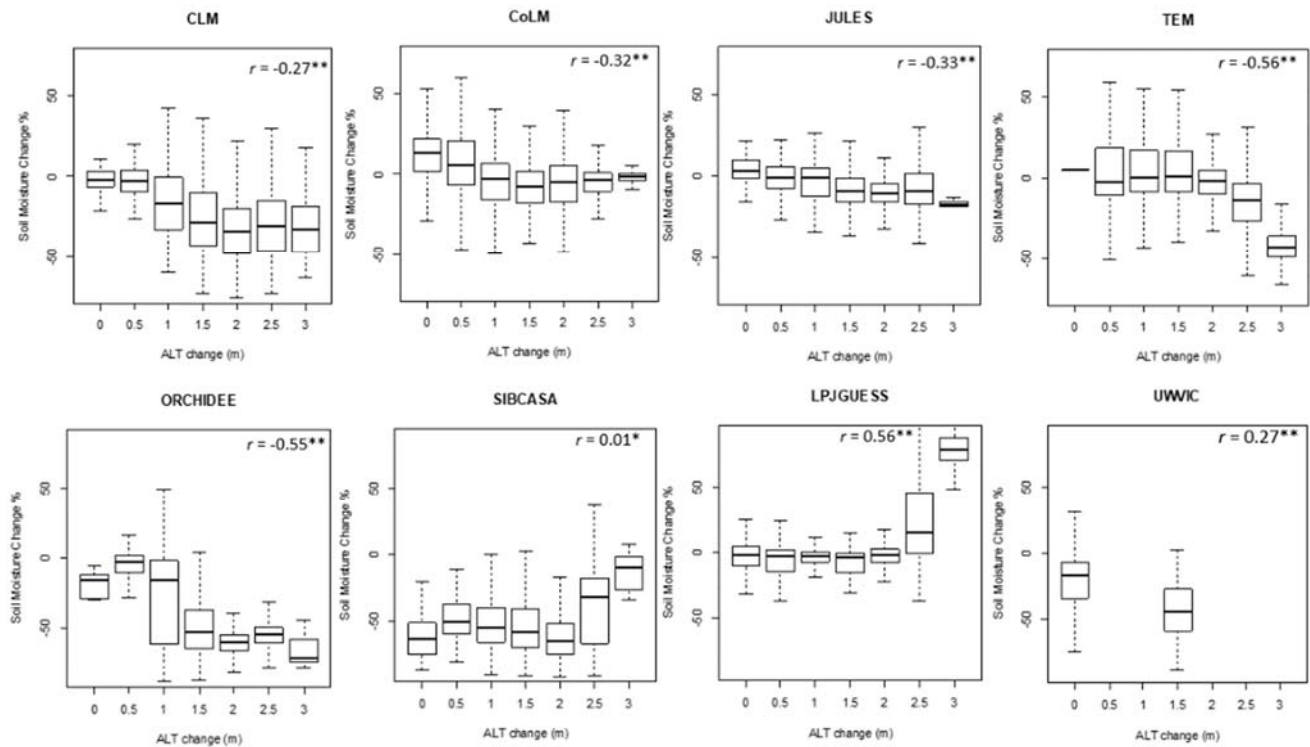 CLM
r = -0.27**
Soil Moisture Change %
50
0
-50
0 0.5 1 1.5 2 2.5 3
ALT change (m)
CoLM
r = -0.32**
Soil Moisture Change %
50
0
-50
0 0.5 1 1.5 2 2.5 3
ALT change (m)
JULES
r = -0.33**
Soil Moisture Change %
50
0
-50
0 0.5 1 1.5 2 2.5 3
ALT change (m)
TEM
r = -0.56**
Soil Moisture Change %
50
0
-50
0 0.5 1 1.5 2 2.5 3
ALT change (m)
ORCHIDEE
r = -0.55**
Soil Moisture Change %
50
0
-50
0 0.5 1 1.5 2 2.5 3
ALT change (m)
SIBCASA
r = 0.01*
Soil Moisture Change %
50
0
-50
0 0.5 1 1.5 2 2.5 3
ALT change (m)
LPJGUESS
r = 0.56**
Soil Moisture Change %
50
0
-50
0 0.5 1 1.5 2 2.5 3
ALT change (m)
UWVIC
r = 0.27**
Soil Moisture Change %
50
0
-50
0 0.5 1 1.5 2 2.5 3
ALT change (m)